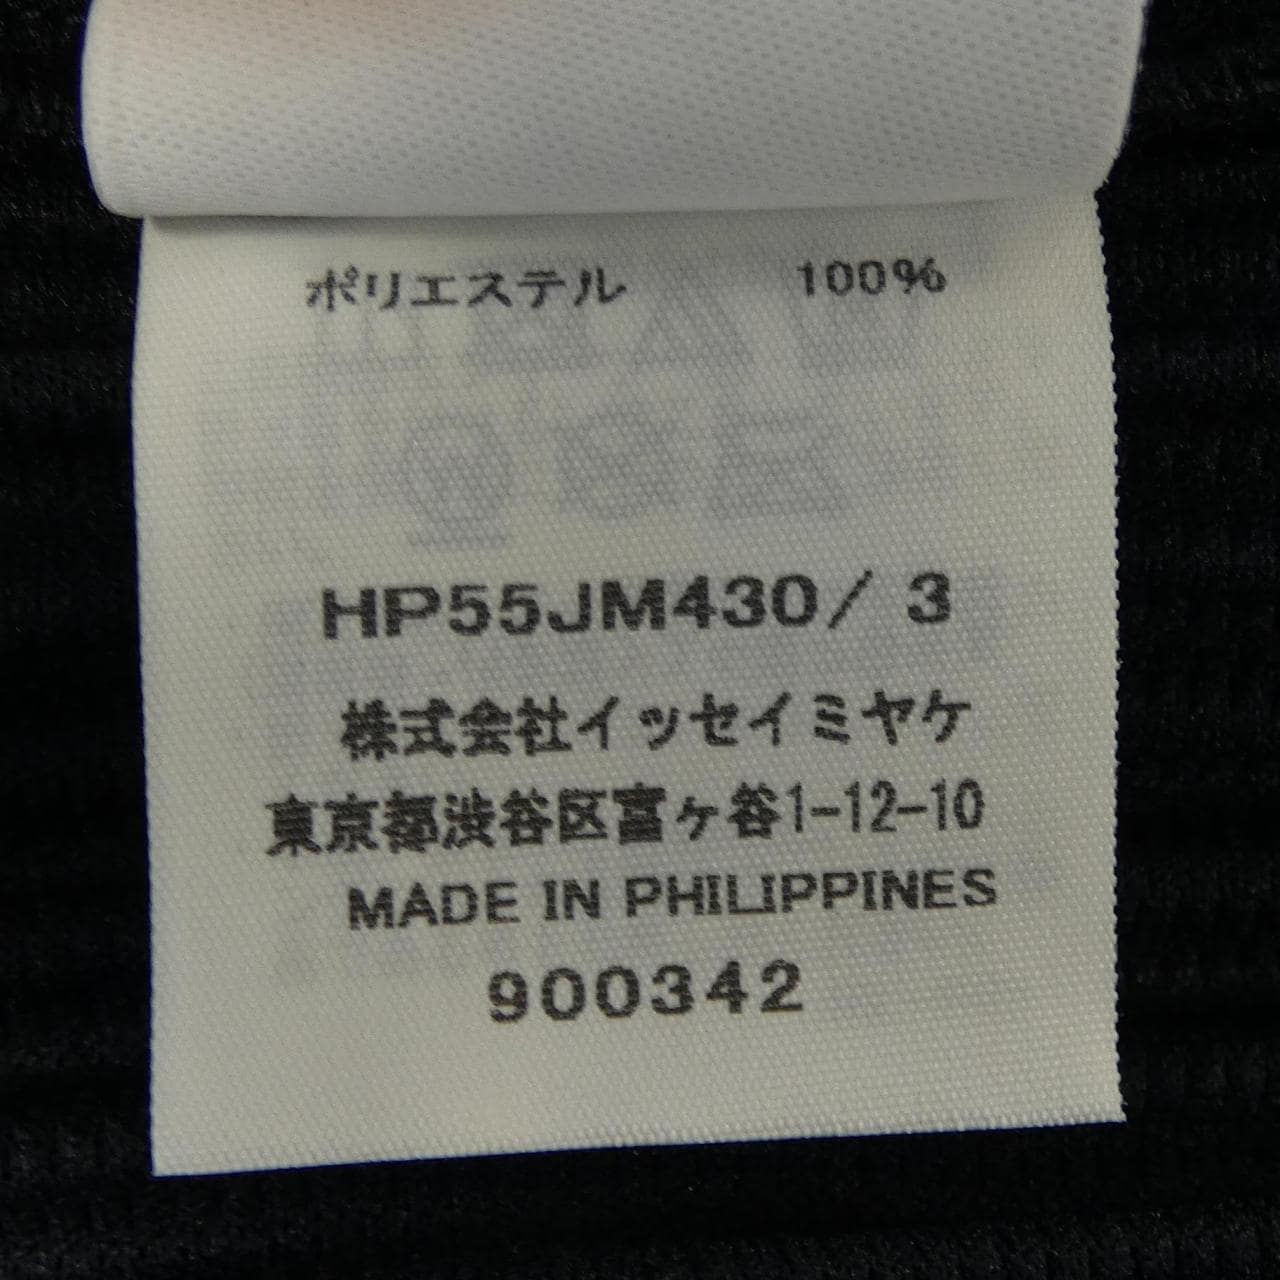 ポリエステル 100%
HP55JM430/ 3
株式会社イッセイミヤケ
東京都渋谷区富ヶ谷1-12-10
MADE IN PHILIPPINES
900342